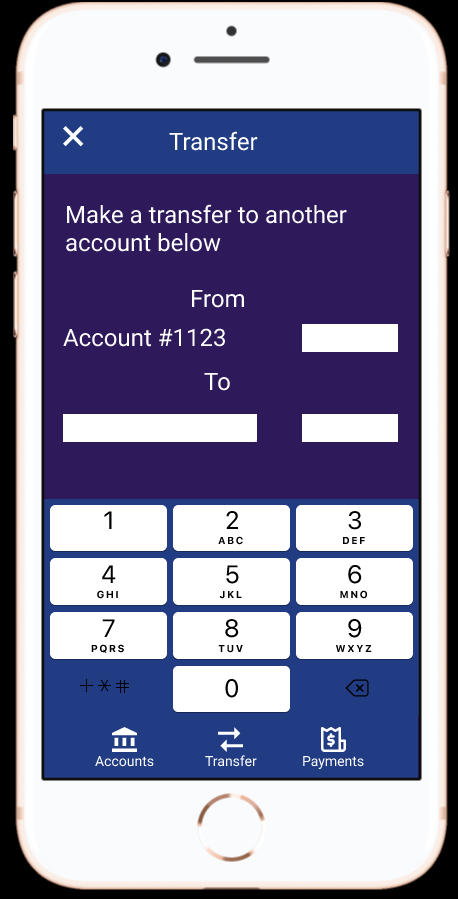 Transfer
Make a transfer to another
account below
From
Account #1123
To
1 2 3
ABC DEF
4 5 6
GHI JKL MNO
7 8 9
PQRS TUV WXYZ
+*# 0
Accounts Transfer Payments